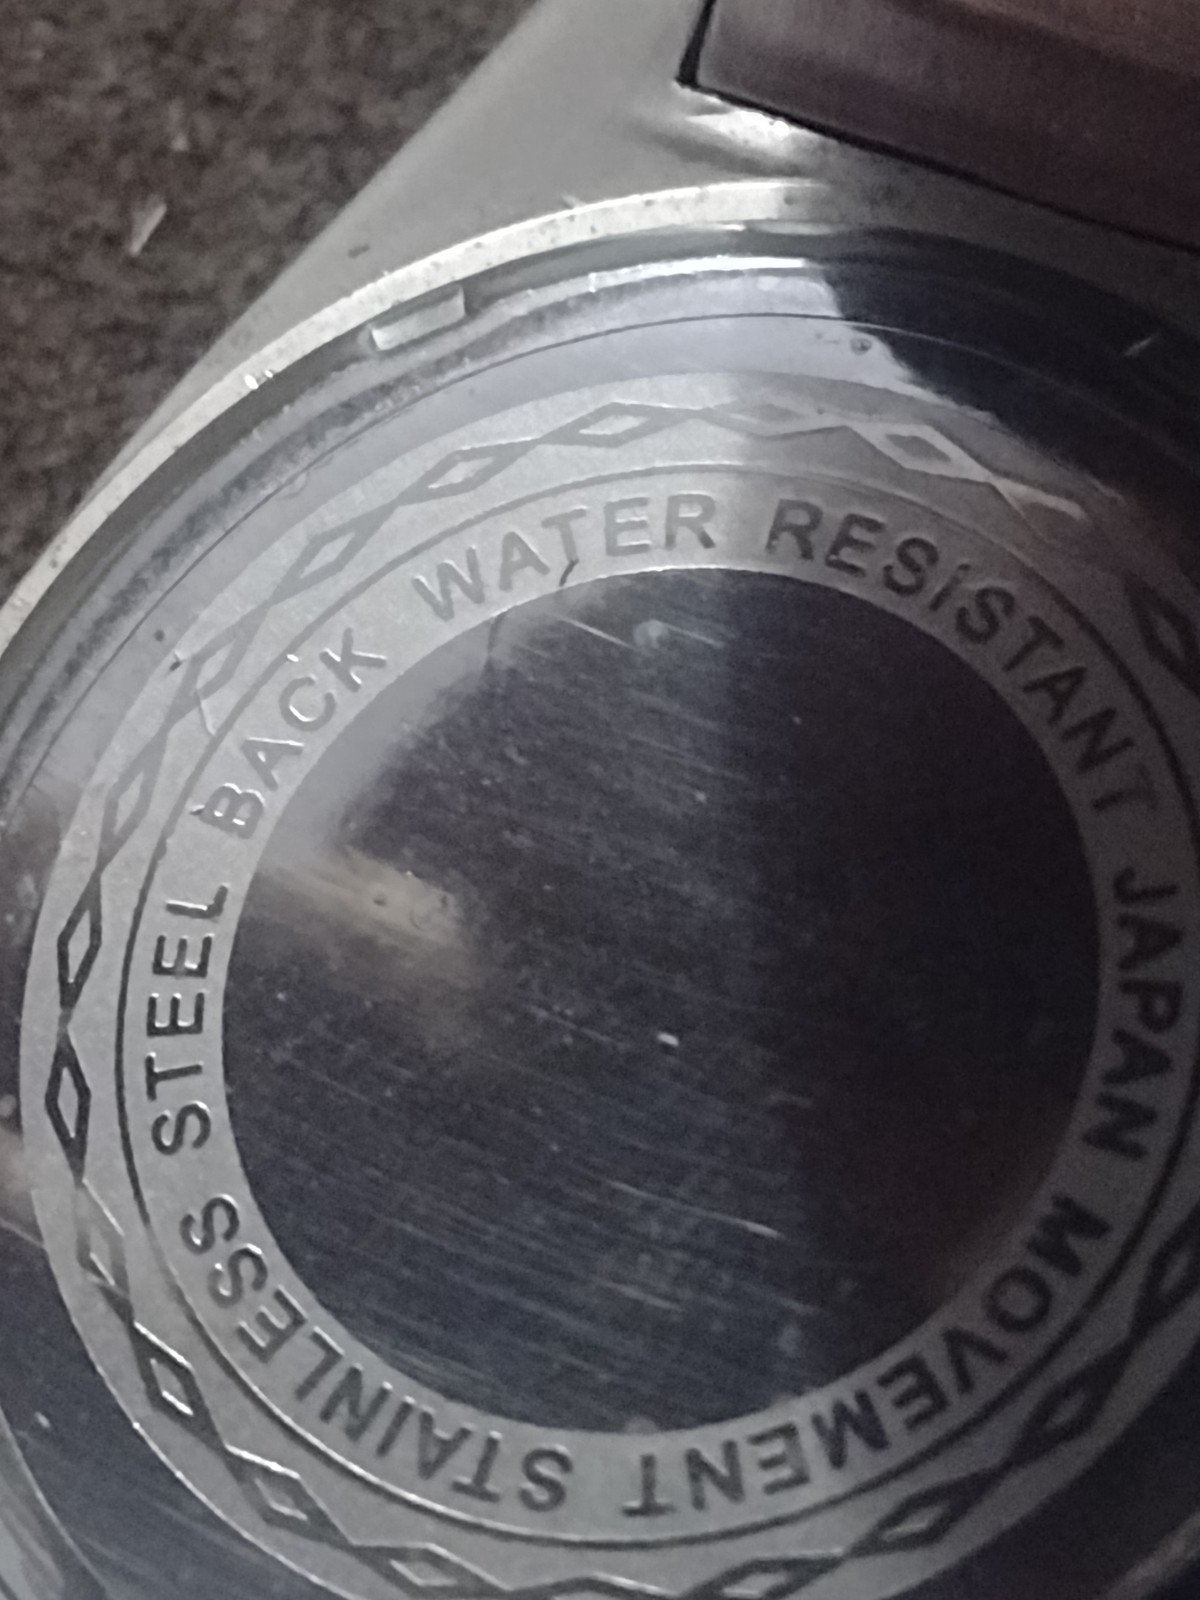 STAINLESS STEEL BACK WATER RESiSTANT JAPAN MOVEMENT